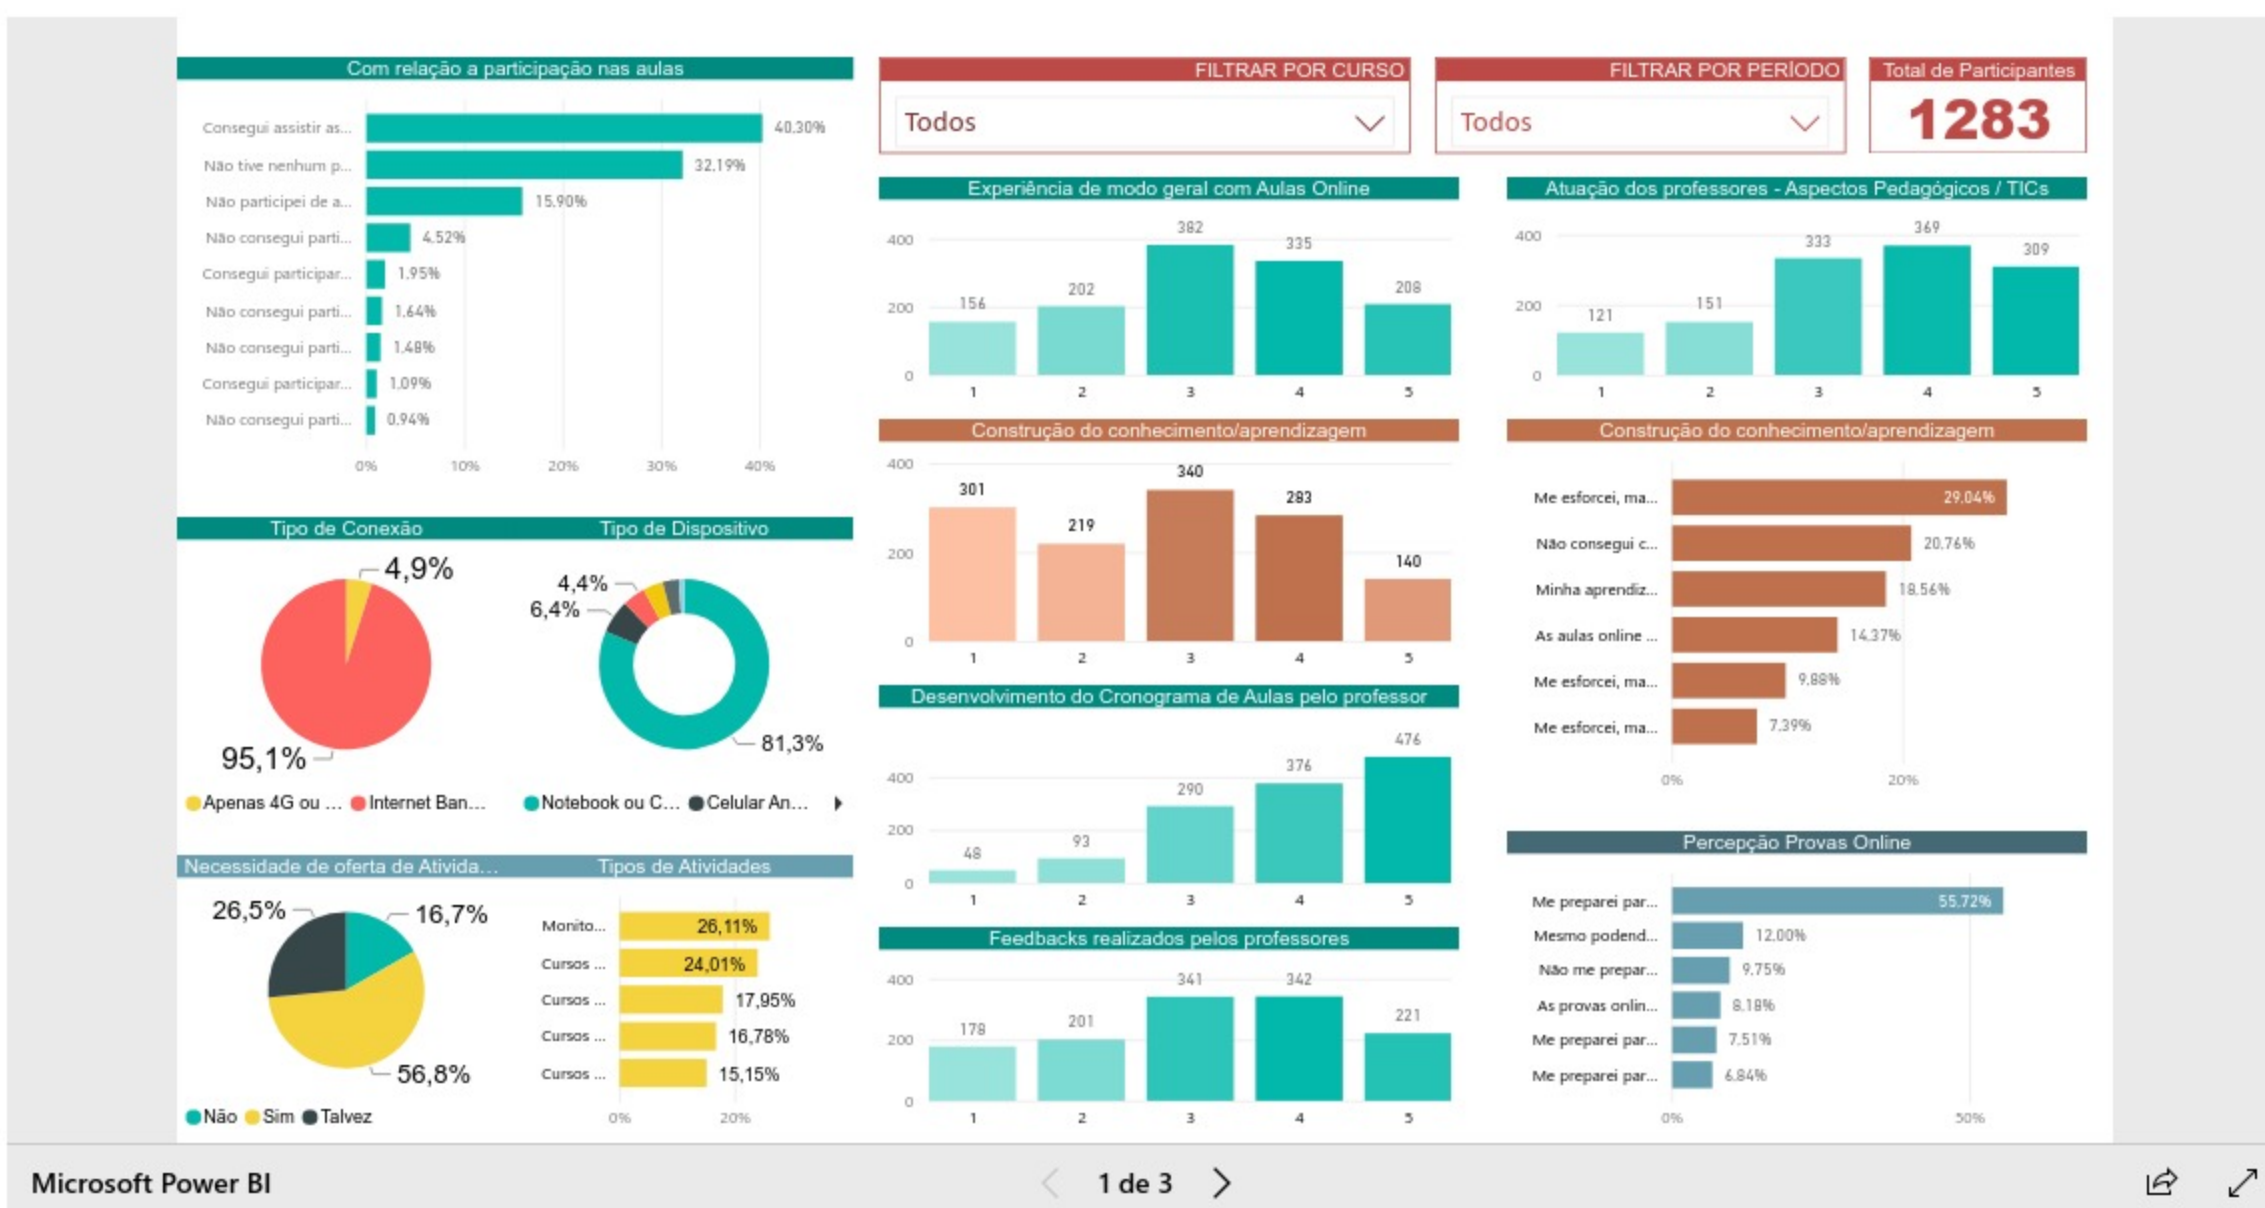 Com relação a participação nas aulas
Consegui assistir as... 40.30%
Não tive nenhum p... 32.19%
Não participei de a... 15.90%
Não consegui parti... 4.52%
Consegui participar... 1.95%
Não consegui parti... 1.64%
Não consegui parti... 1.48%
Consegui participar... 1.09%
Não consegui parti... 0.94%
0% 10% 20% 30% 40%
Tipo de Conexão
4,9%
95,1%
Apenas 4G ou ... Internet Ban...
Tipo de Dispositivo
4,4%
6,4%
81,3%
Notebook ou C... Celular An...
Necessidade de oferta de Ativida...
26,5% 16,7%
56,8%
Não Sim Talvez
Tipos de Atividades
Monito... 26,11%
Cursos ... 24,01%
Cursos ... 17,95%
Cursos ... 16,78%
Cursos ... 15,15%
0% 20%
FILTRAR POR CURSO
Todos
FILTRAR POR PERÍODO
Todos
Total de Participantes
1283
Experiência de modo geral com Aulas Online
400
200
0
156 202 382 335 208
1 2 3 4 5
Construção do conhecimento/aprendizagem
400
200
0
301 219 340 283 140
1 2 3 4 5
Desenvolvimento do Cronograma de Aulas pelo professor
400
200
0
48 93 290 376 476
1 2 3 4 5
Feedbacks realizados pelos professores
400
200
0
178 201 341 342 221
1 2 3 4 5
Atuação dos professores - Aspectos Pedagógicos / TICs
400
200
0
121 151 333 369 309
1 2 3 4 5
Construção do conhecimento/aprendizagem
Me esforcei, ma... 29.04%
Não consegui c... 20.76%
Minha aprendiz... 18.56%
As aulas online ... 14.37%
Me esforcei, ma... 9.88%
Me esforcei, ma... 7.39%
0% 20%
Percepção Provas Online
Me preparei par... 55.72%
Mesmo podend... 12.00%
Não me prepar... 9.75%
As provas onlin... 8.18%
Me preparei par... 7.51%
Me preparei par... 6.84%
0% 50%
Microsoft Power BI
1 de 3